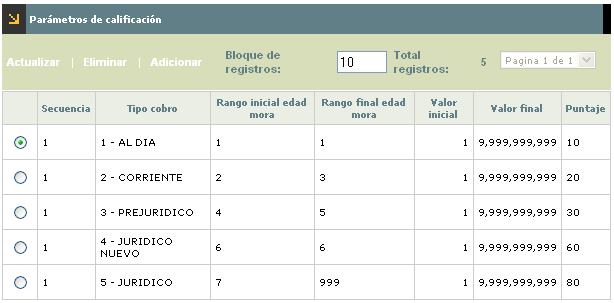 Parámetros de calificación
Actualizar | Eliminar | Adicionar Bloque de registros: 10 Total registros: 5 Pagina 1 de 1
Secuencia Tipo cobro Rango inicial edad mora Rango final edad mora Valor inicial Valor final Puntaje
1 1 - AL DIA 1 1 1 9,999,999,999 10
1 2 - CORRIENTE 2 3 1 9,999,999,999 20
1 3 - PREJURIDICO 4 5 1 9,999,999,999 30
1 4 - JURIDICO NUEVO 6 6 1 9,999,999,999 60
1 5 - JURIDICO 7 999 1 9,999,999,999 80